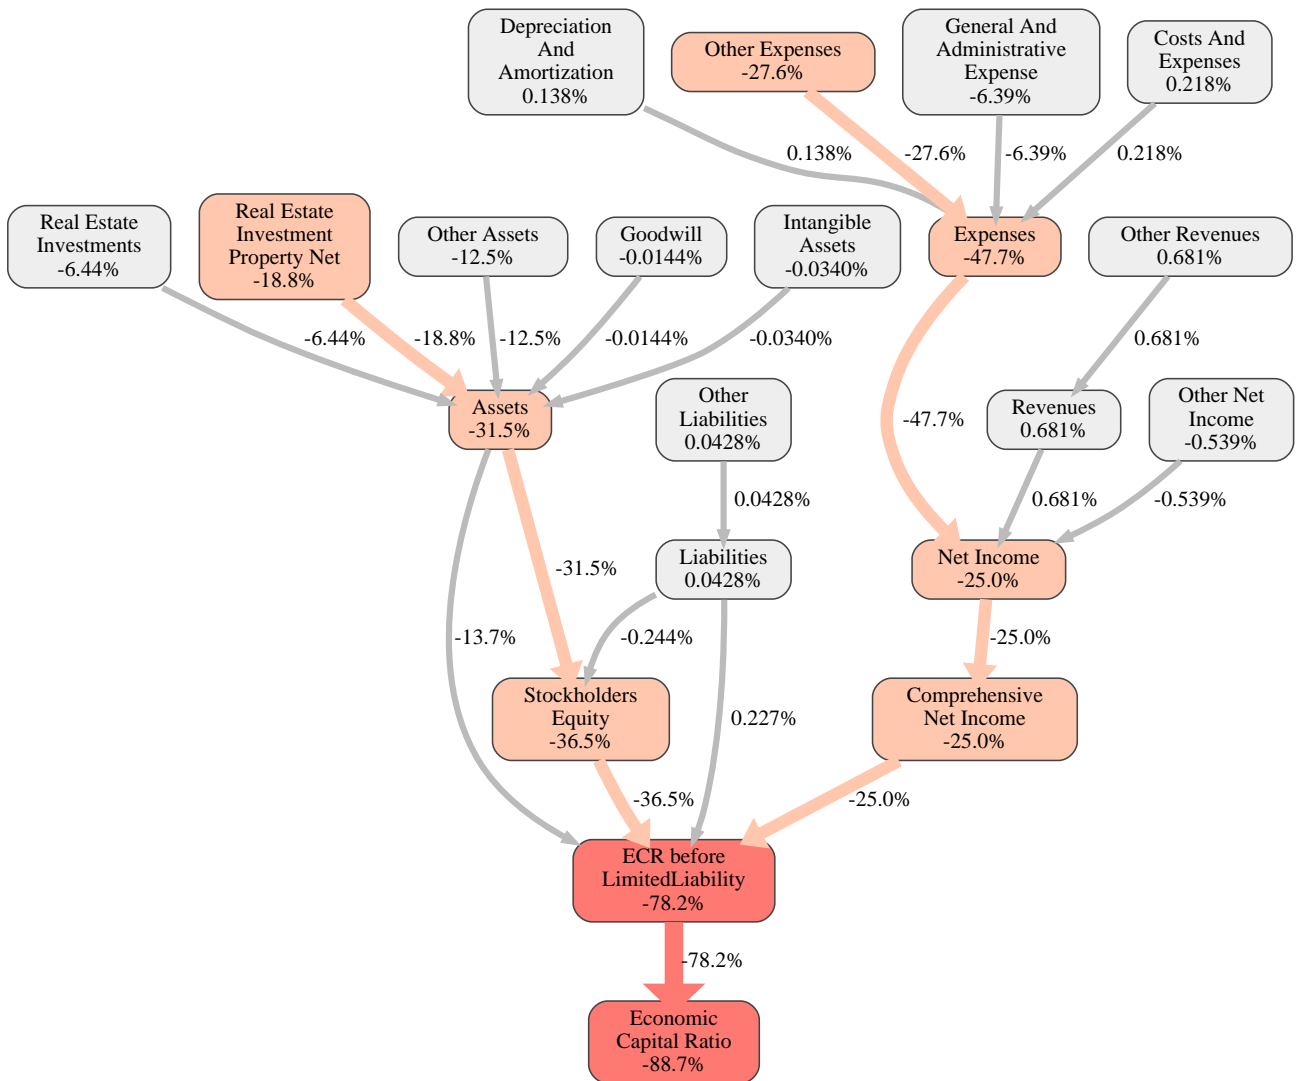 Depreciation
And
Amortization
0.138%
Other Expenses
-27.6%
General And
Administrative
Expense
-6.39%
Costs And
Expenses
0.218%
0.138%
-27.6%
-6.39%
0.218%
Real Estate
Investments
-6.44%
Real Estate
Investment
Property Net
-18.8%
Other Assets
-12.5%
Goodwill
-0.0144%
Intangible
Assets
-0.0340%
Expenses
-47.7%
Other Revenues
0.681%
-6.44%
-18.8%
-12.5%
-0.0144%
-0.0340%
0.681%
Assets
-31.5%
Other
Liabilities
0.0428%
-47.7%
Revenues
0.681%
Other Net
Income
-0.539%
0.0428%
0.681%
-0.539%
-31.5%
Liabilities
0.0428%
Net Income
-25.0%
-13.7%
-0.244%
-25.0%
Stockholders
Equity
-36.5%
0.227%
Comprehensive
Net Income
-25.0%
-36.5%
-25.0%
ECR before
LimitedLiability
-78.2%
-78.2%
Economic
Capital Ratio
-88.7%